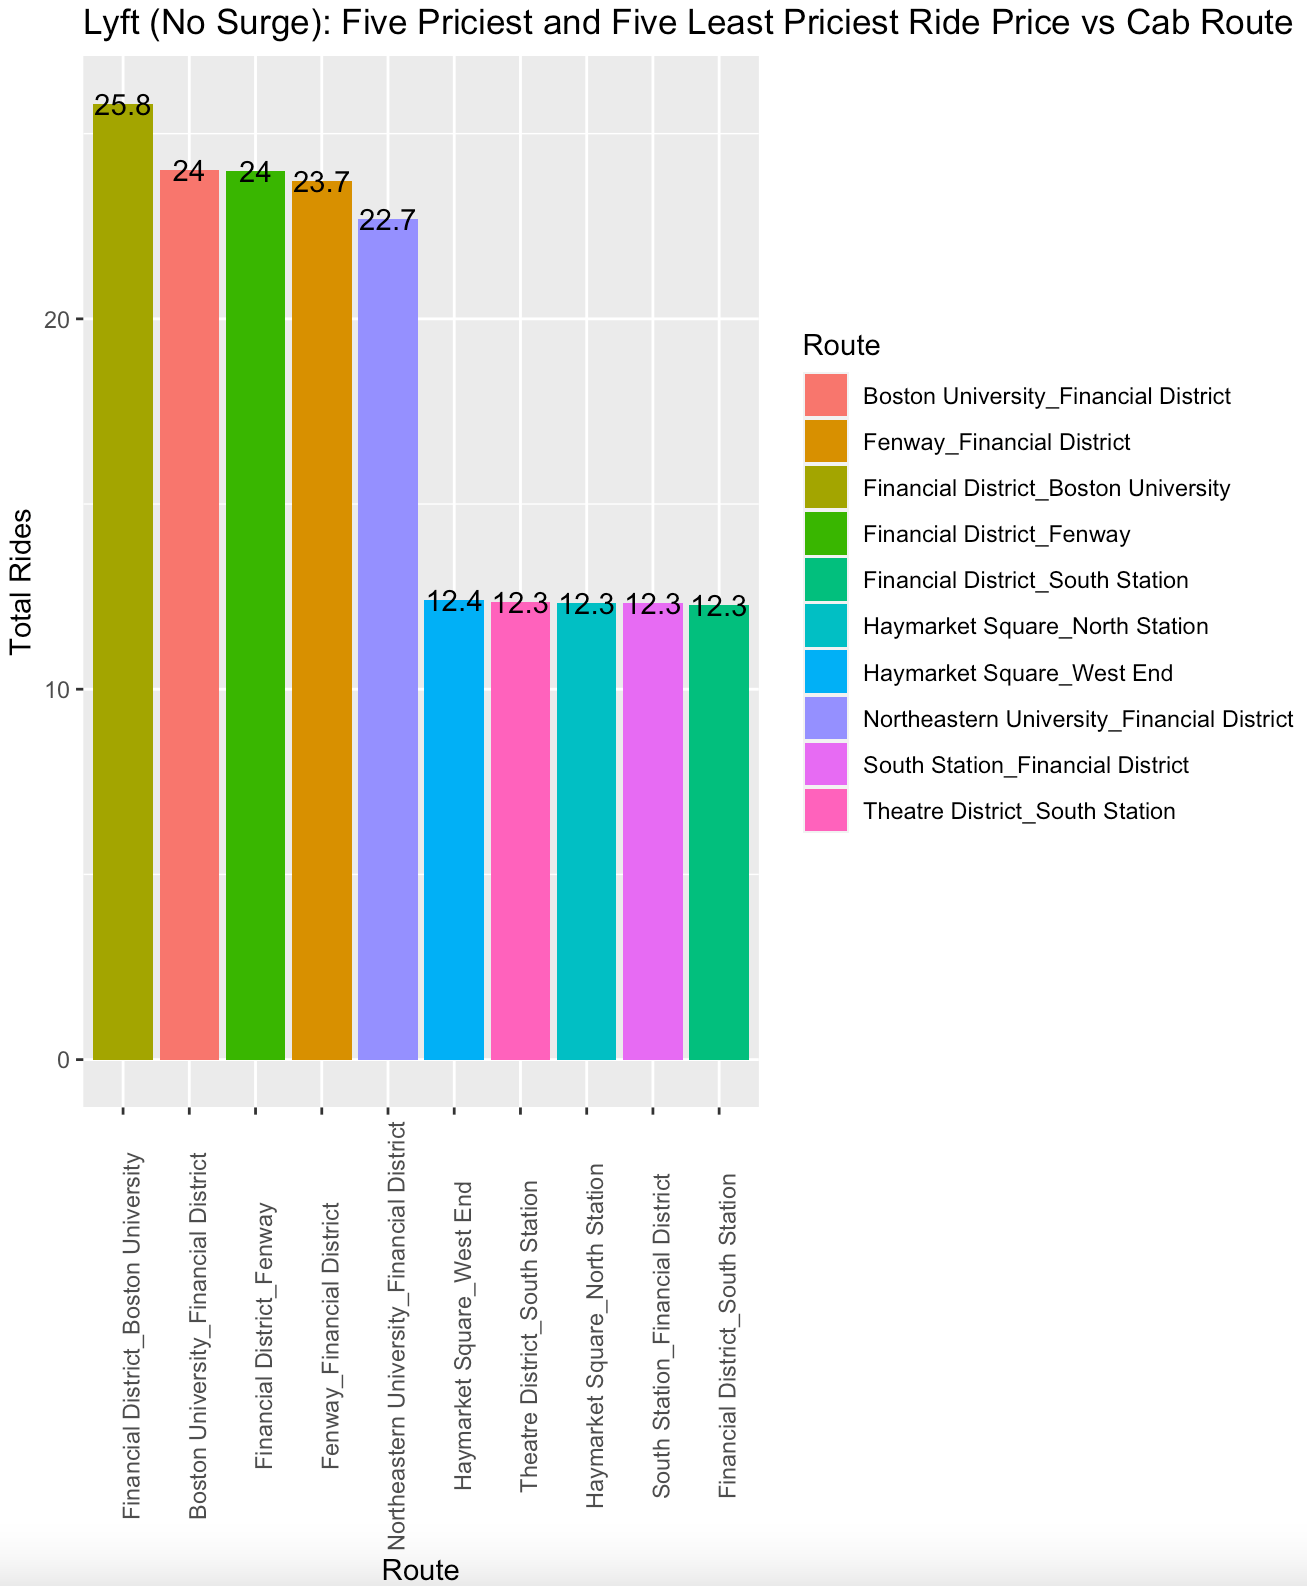 Lyft (No Surge): Five Priciest and Five Least Priciest Ride Price vs Cab Route
Total Rides
20
10
0
25.8
24
24
23.7
22.7
12.4
12.3
12.3
12.3
12.3
Financial District_Boston University
Boston University_Financial District
Financial District_Fenway
Fenway_Financial District
Northeastern University_Financial District
Haymarket Square_West End
Theatre District_South Station
Haymarket Square_North Station
South Station_Financial District
Financial District_South Station
Route
Route
Boston University_Financial District
Fenway_Financial District
Financial District_Boston University
Financial District_Fenway
Financial District_South Station
Haymarket Square_North Station
Haymarket Square_West End
Northeastern University_Financial District
South Station_Financial District
Theatre District_South Station